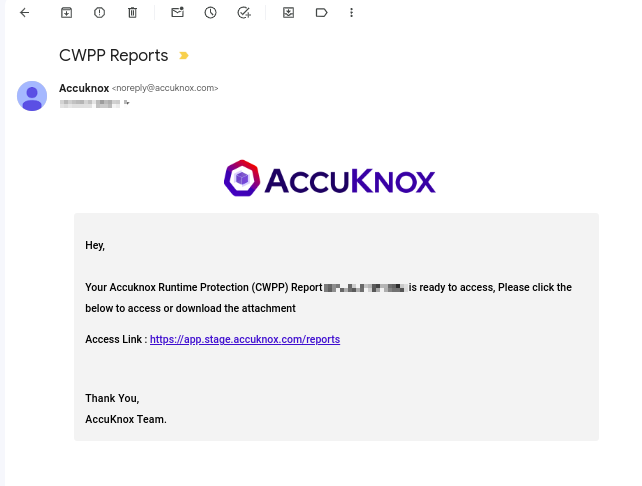 CWPP Reports
Accuknox <noreply@accuknox.com>
ACCUKNOX
Hey,
Your Accuknox Runtime Protection (CWPP) Report is ready to access, Please click the
below to access or download the attachment
Access Link : https://app.stage.accuknox.com/reports
Thank You,
AccuKnox Team.